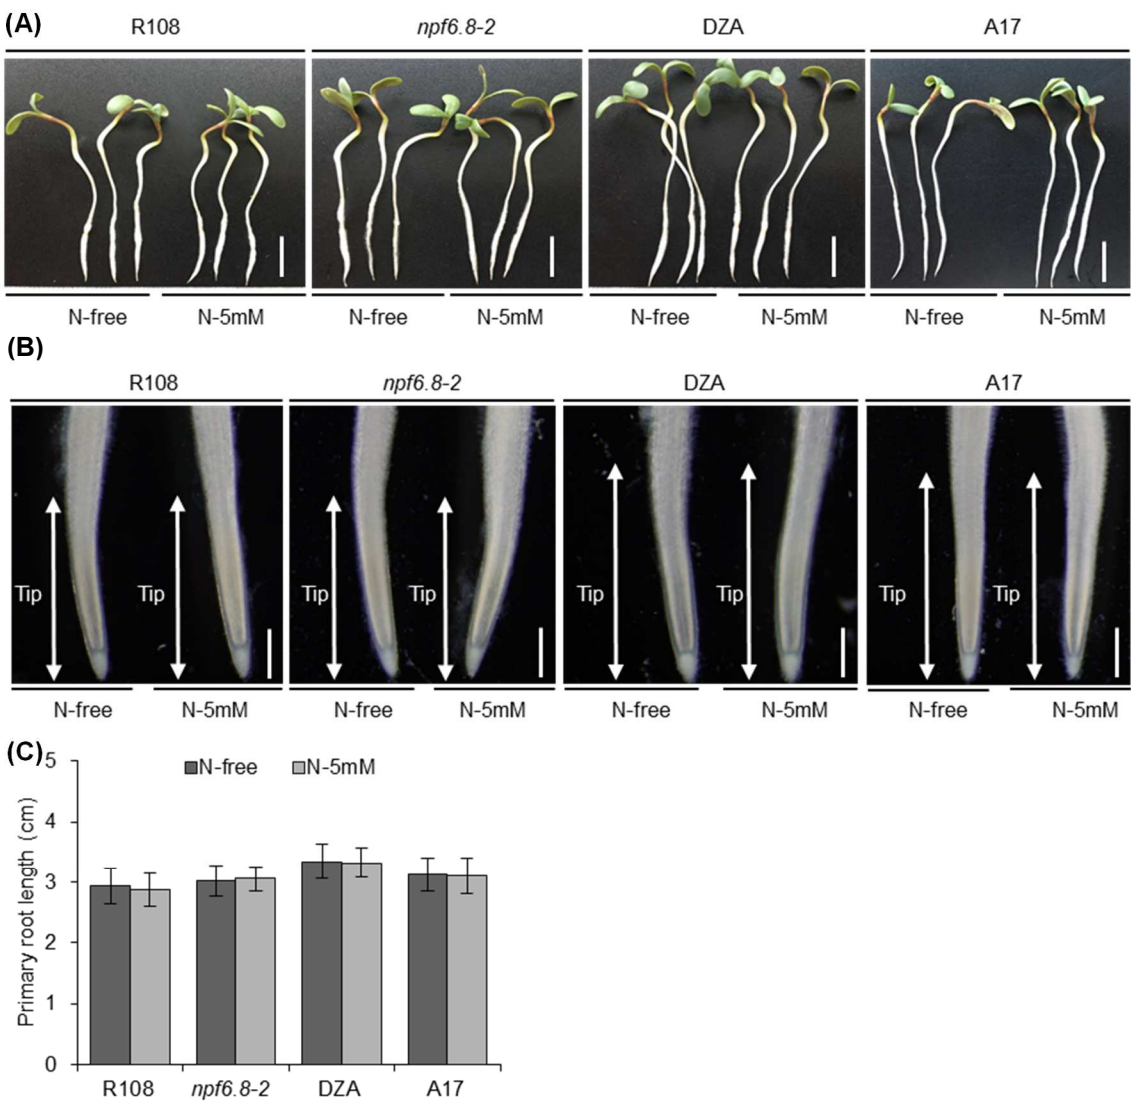 (A)
R108 npf6.8-2 DZA A17
N-free N-5mM N-free N-5mM N-free N-5mM N-free N-5mM
(B)
R108 npf6.8-2 DZA A17
Tip Tip Tip Tip Tip Tip Tip Tip
N-free N-5mM N-free N-5mM N-free N-5mM N-free N-5mM
(C)
N-free N-5mM
Primary root length (cm)
5
4
3
2
1
0
R108 npf6.8-2 DZA A17